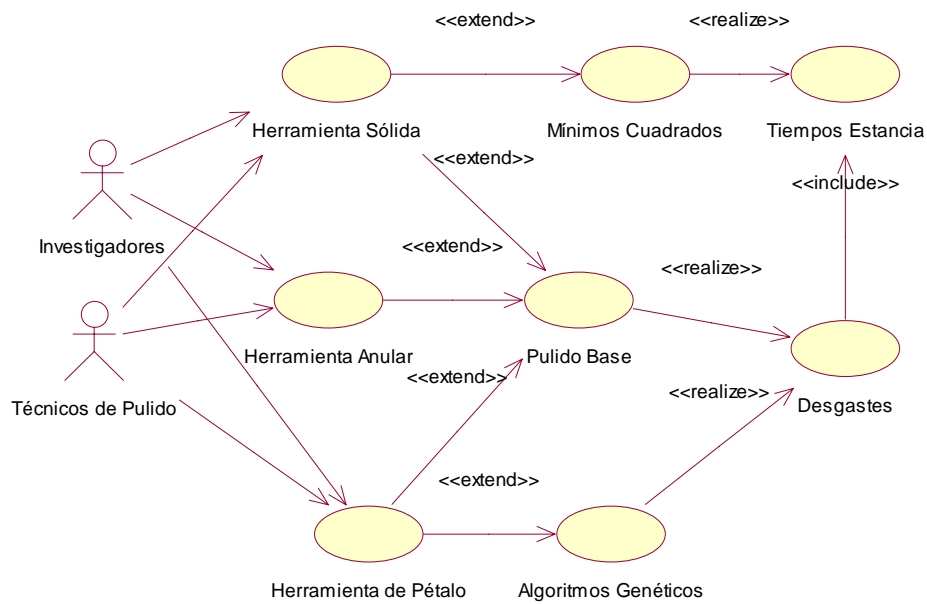 <<extend>>
<<realize>>
Herramienta Sólida
Mínimos Cuadrados
Tiempos Estancia
<<extend>>
<<include>>
Investigadores
<<extend>>
<<realize>>
Herramienta Anular
Pulido Base
<<extend>>
<<realize>>
Desgastes
Técnicos de Pulido
<<extend>>
Herramienta de Pétalo
Algoritmos Genéticos